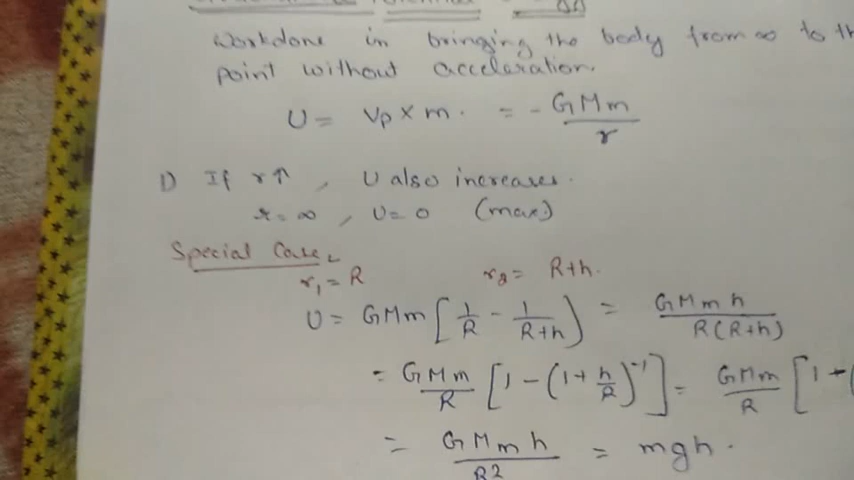 Workdone in bringing the body from ∞ to
point without acceleration.
U = Vp × m. = - GMm/r
1) If r↑, U also increases.
r = ∞, U = 0 (max)
Special Case
r₁ = R r₂ = R+h.
U = GMm [1/R - 1/(R+h)] = GMmh/R(R+h)
= GMm/R [1 - (1 + h/R)⁻¹] = GMm/R [1 -
= GMmh/R² = mgh.